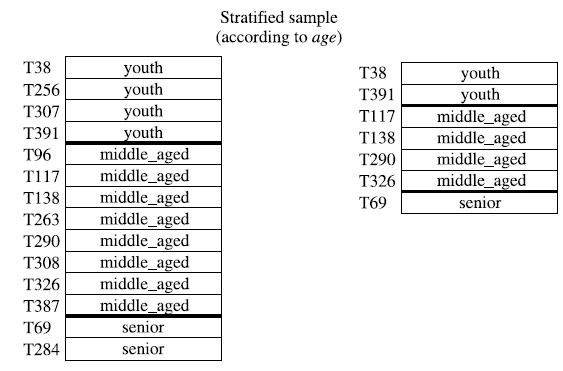 Stratified sample
(according to age)
T38 youth
T256 youth
T307 youth
T391 youth
T96 middle_aged
T117 middle_aged
T138 middle_aged
T263 middle_aged
T290 middle_aged
T308 middle_aged
T326 middle_aged
T387 middle_aged
T69 senior
T284 senior
T38 youth
T391 youth
T117 middle_aged
T138 middle_aged
T290 middle_aged
T326 middle_aged
T69 senior